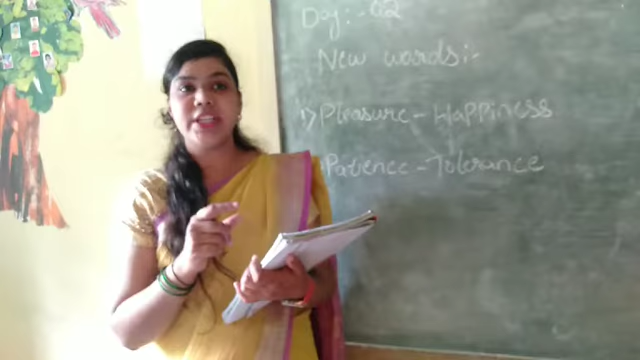 Day :- 02
New words :-
1) Pleasure - Happiness
Patience - Tolerance